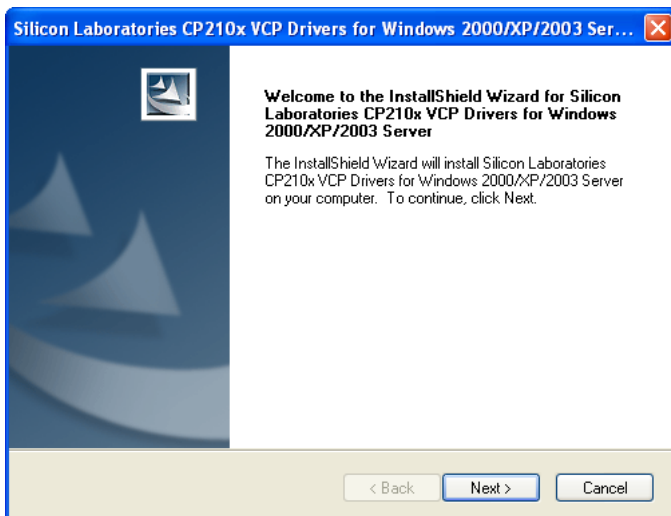 Silicon Laboratories CP210x VCP Drivers for Windows 2000/XP/2003 Ser...
Welcome to the InstallShield Wizard for Silicon
Laboratories CP210x VCP Drivers for Windows
2000/XP/2003 Server
The InstallShield Wizard will install Silicon Laboratories
CP210x VCP Drivers for Windows 2000/XP/2003 Server
on your computer. To continue, click Next.
< Back Next > Cancel